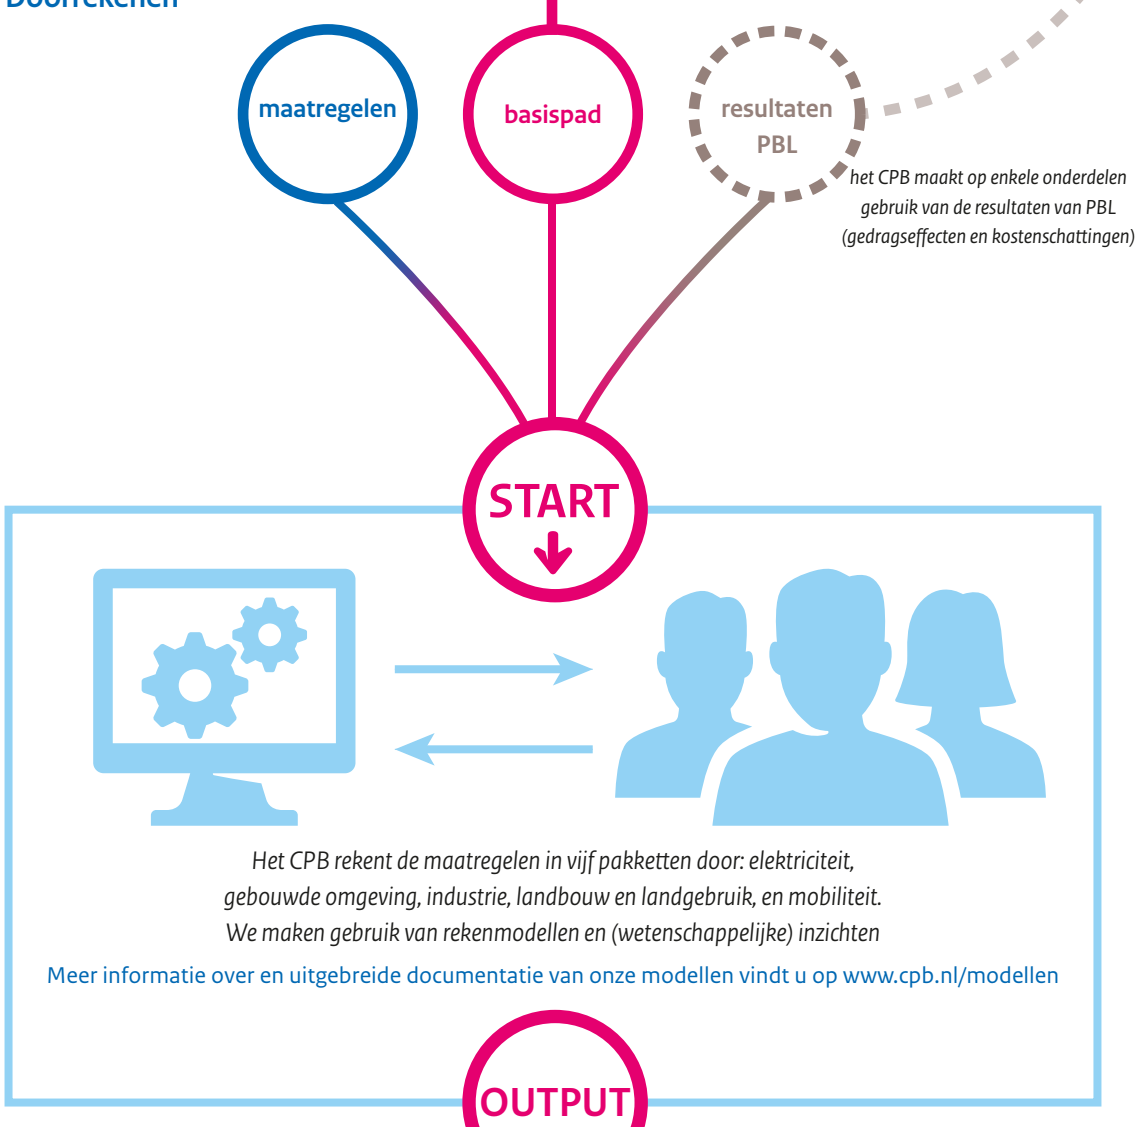 Doorrekenen
maatregelen
basispad
resultaten
PBL
het CPB maakt op enkele onderdelen
gebruik van de resultaten van PBL
(gedragseffecten en kostenschattingen)
START
Het CPB rekent de maatregelen in vijf pakketten door: elektriciteit,
gebouwde omgeving, industrie, landbouw en landgebruik, en mobiliteit.
We maken gebruik van rekenmodellen en (wetenschappelijke) inzichten
Meer informatie over en uitgebreide documentatie van onze modellen vindt u op www.cpb.nl/modellen
OUTPUT